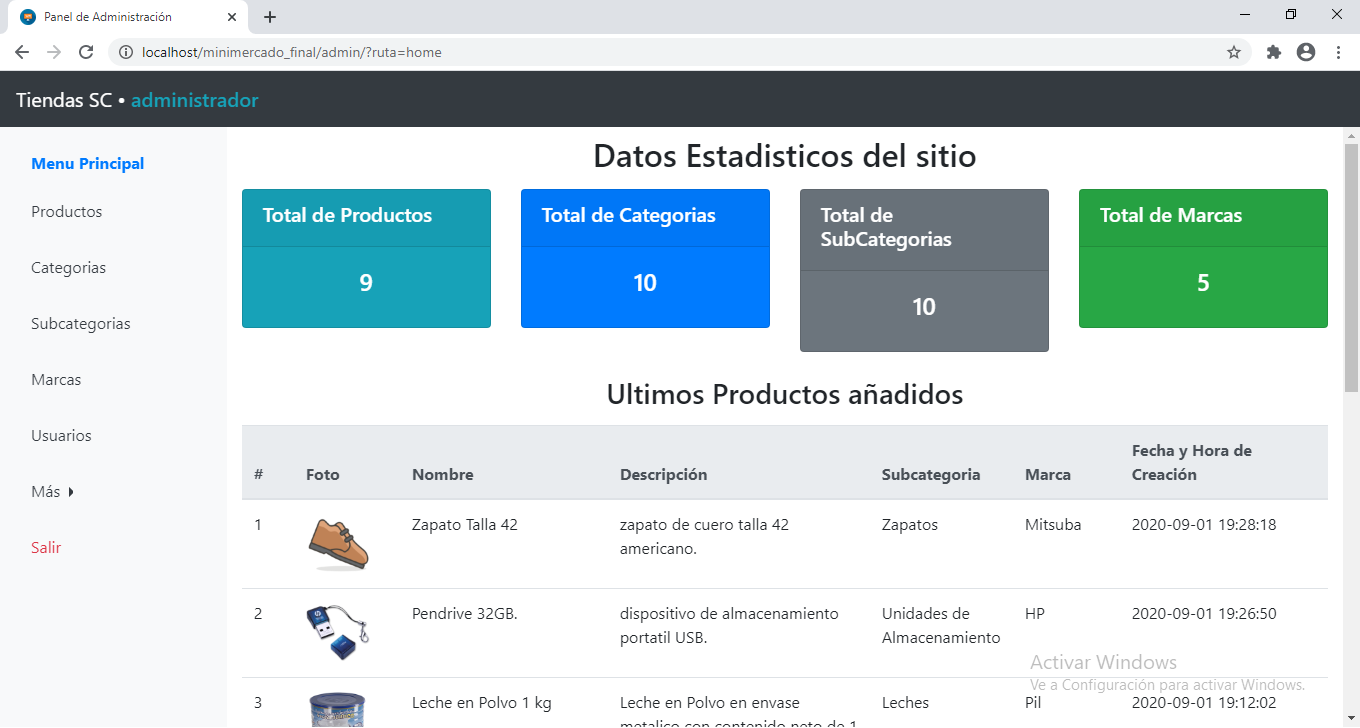 Panel de Administración
localhost/minimercado_final/admin/?ruta=home
Tiendas SC • administrador
Menu Principal
Productos
Categorias
Subcategorias
Marcas
Usuarios
Más
Salir
Datos Estadisticos del sitio
Total de Productos
9
Total de Categorias
10
Total de
SubCategorias
10
Total de Marcas
5
Ultimos Productos añadidos
# Foto Nombre Descripción Subcategoria Marca Fecha y Hora de
Creación
1 Zapato Talla 42 zapato de cuero talla 42 Zapatos Mitsuba 2020-09-01 19:28:18
americano.
2 Pendrive 32GB. dispositivo de almacenamiento Unidades de HP 2020-09-01 19:26:50
portatil USB. Almacenamiento
3 Leche en Polvo 1 kg Leche en Polvo en envase Leches Pil 2020-09-01 19:12:02
metalico con contenido neto de 1
Activar Windows
Ve a Configuración para activar Windows.